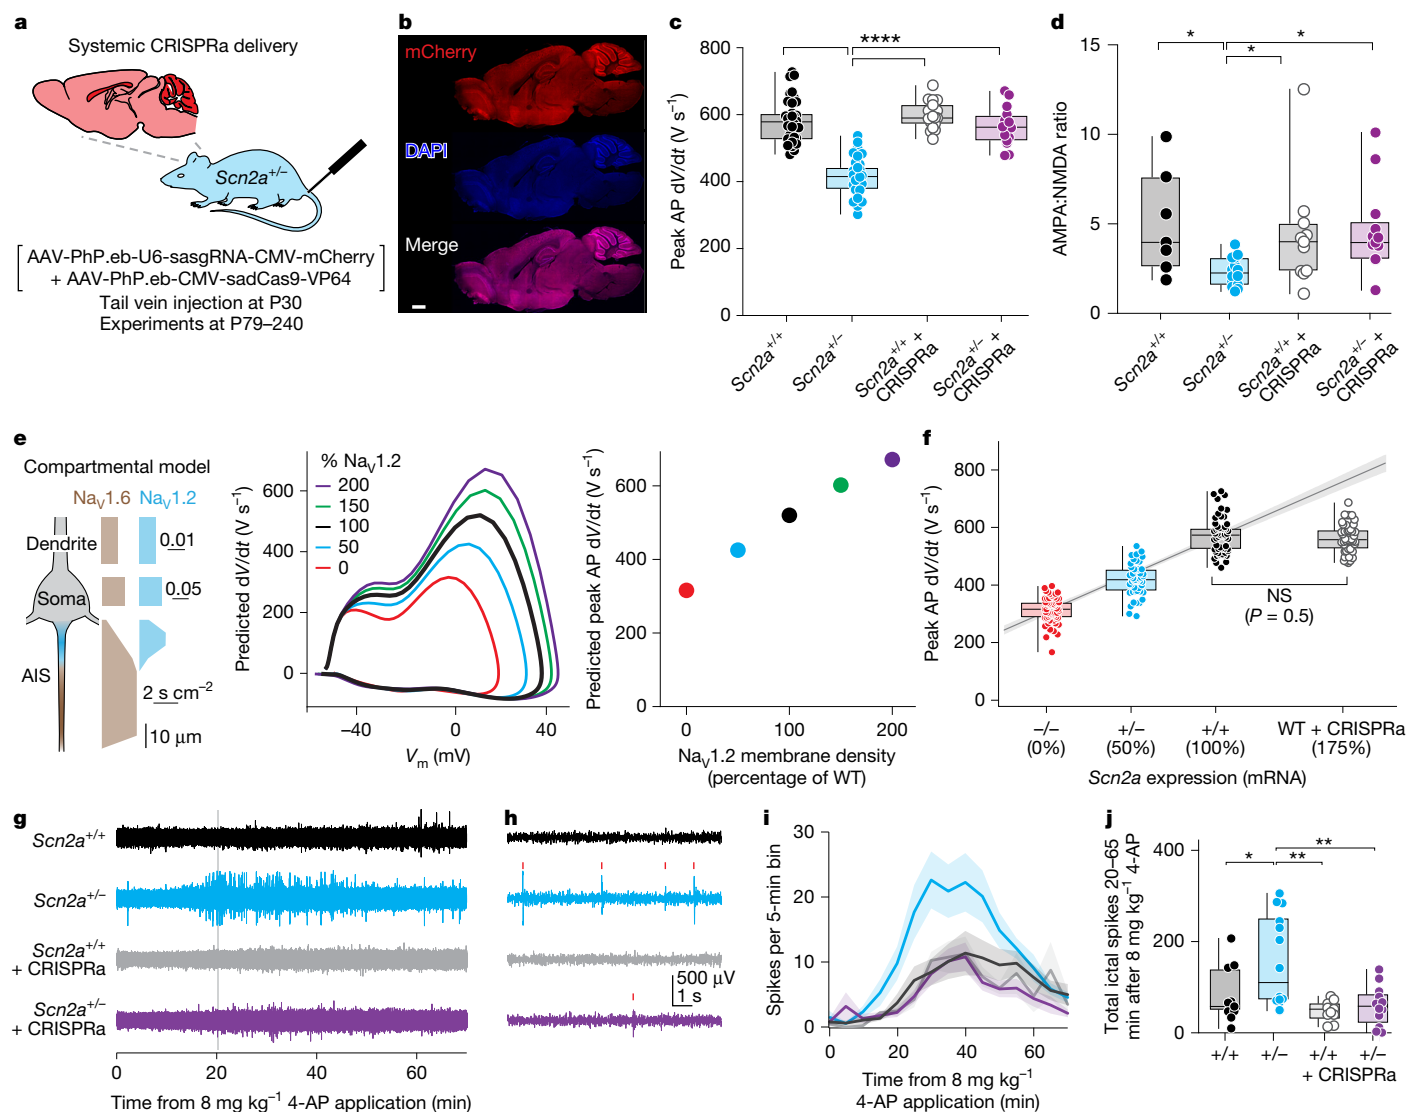 a
Systemic CRISPRa delivery
Scn2a+/−
AAV-PhP.eb-U6-sasgRNA-CMV-mCherry
+ AAV-PhP.eb-CMV-sadCas9-VP64
Tail vein injection at P30
Experiments at P79–240
b
mCherry
DAPI
Merge
c
****
Peak AP dV/dt (V s−1)
800
600
400
200
0
Scn2a+/+
Scn2a+/−
Scn2a+/+ +
CRISPRa
Scn2a+/− +
CRISPRa
d
*
*
*
AMPA:NMDA ratio
15
10
5
0
Scn2a+/+
Scn2a+/−
Scn2a+/+ +
CRISPRa
Scn2a+/− +
CRISPRa
e
Compartmental model
NaV1.6
NaV1.2
Dendrite
0.01
Soma
0.05
AIS
2 s cm−2
10 μm
Predicted dV/dt (V s−1)
600
400
200
0
% NaV1.2
200
150
100
50
0
−40
0
40
Vm (mV)
Predicted peak AP dV/dt (V s−1)
600
400
200
0
0
100
200
NaV1.2 membrane density
(percentage of WT)
f
Peak AP dV/dt (V s−1)
800
600
400
200
0
NS
(P = 0.5)
−/−
(0%)
+/−
(50%)
+/+
(100%)
WT + CRISPRa
(175%)
Scn2a expression (mRNA)
g
Scn2a+/+
Scn2a+/−
Scn2a+/+
+ CRISPRa
Scn2a+/−
+ CRISPRa
0
20
40
60
Time from 8 mg kg−1 4-AP application (min)
h
500 μV
1 s
i
Spikes per 5-min bin
30
20
10
0
0
20
40
60
Time from 8 mg kg−1
4-AP application (min)
j
Total ictal spikes 20–65
min after 8 mg kg−1 4-AP
400
200
0
*
**
**
+/+
+/−
+/+
+/−
+ CRISPRa